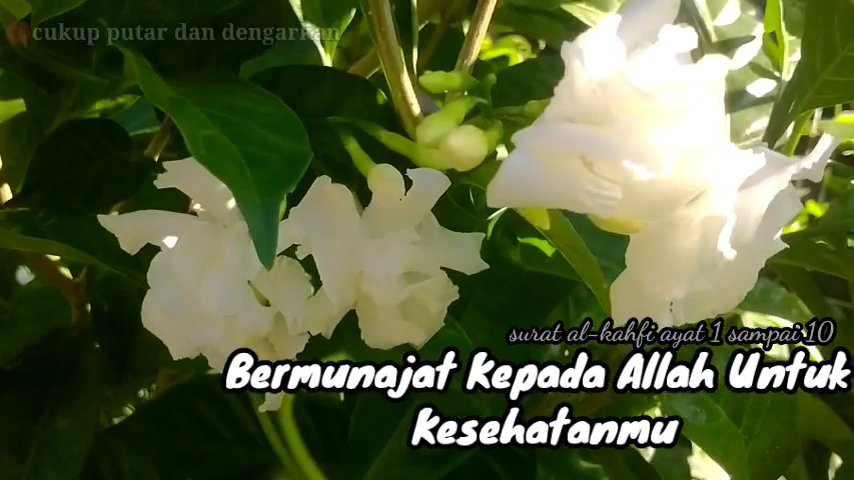 cukup putar dan dengarkan
surat al-kahfi ayat 1 sampai 10
Bermunajat Kepada Allah Untuk
Kesehatanmu